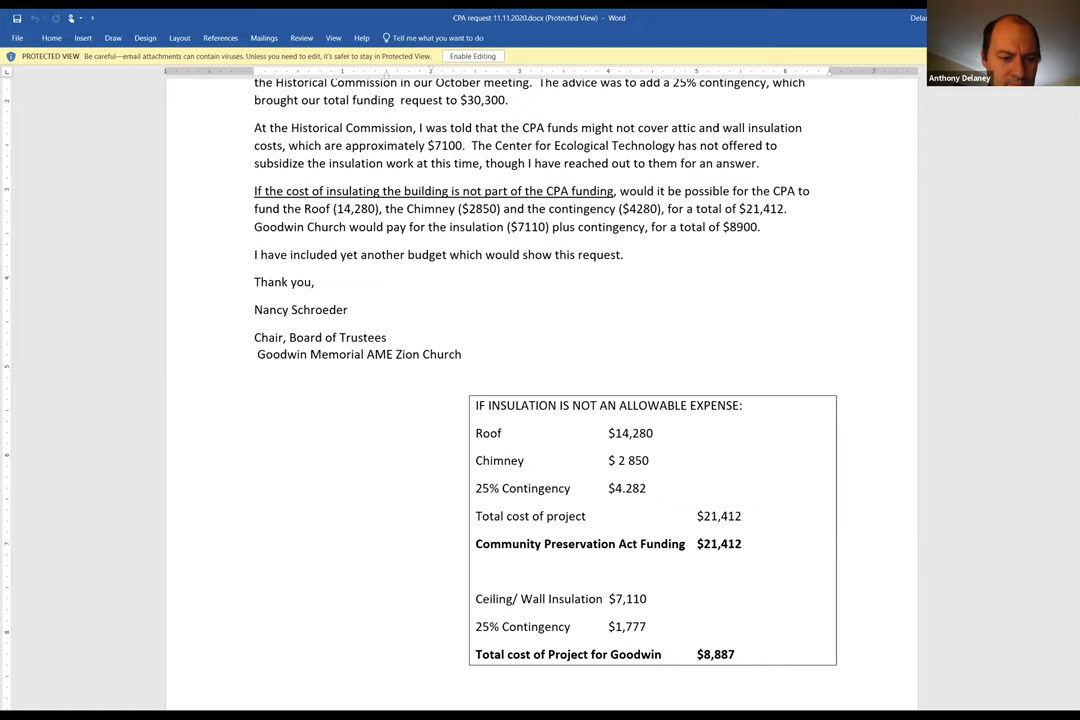 CPA request 11.11.2020.docx (Protected View) - Word
File Home Insert Draw Design Layout References Mailings Review View Help Tell me what you want to do
PROTECTED VIEW Be careful—email attachments can contain viruses. Unless you need to edit, it's safer to stay in Protected View. Enable Editing
Anthony Delaney
the Historical Commission in our October meeting. The advice was to add a 25% contingency, which
brought our total funding request to $30,300.
At the Historical Commission, I was told that the CPA funds might not cover attic and wall insulation
costs, which are approximately $7100. The Center for Ecological Technology has not offered to
subsidize the insulation work at this time, though I have reached out to them for an answer.
If the cost of insulating the building is not part of the CPA funding, would it be possible for the CPA to
fund the Roof (14,280), the Chimney ($2850) and the contingency ($4280), for a total of $21,412.
Goodwin Church would pay for the insulation ($7110) plus contingency, for a total of $8900.
I have included yet another budget which would show this request.
Thank you,
Nancy Schroeder
Chair, Board of Trustees
Goodwin Memorial AME Zion Church
IF INSULATION IS NOT AN ALLOWABLE EXPENSE:
Roof $14,280
Chimney $ 2 850
25% Contingency $4.282
Total cost of project $21,412
Community Preservation Act Funding $21,412
Ceiling/ Wall Insulation $7,110
25% Contingency $1,777
Total cost of Project for Goodwin $8,887